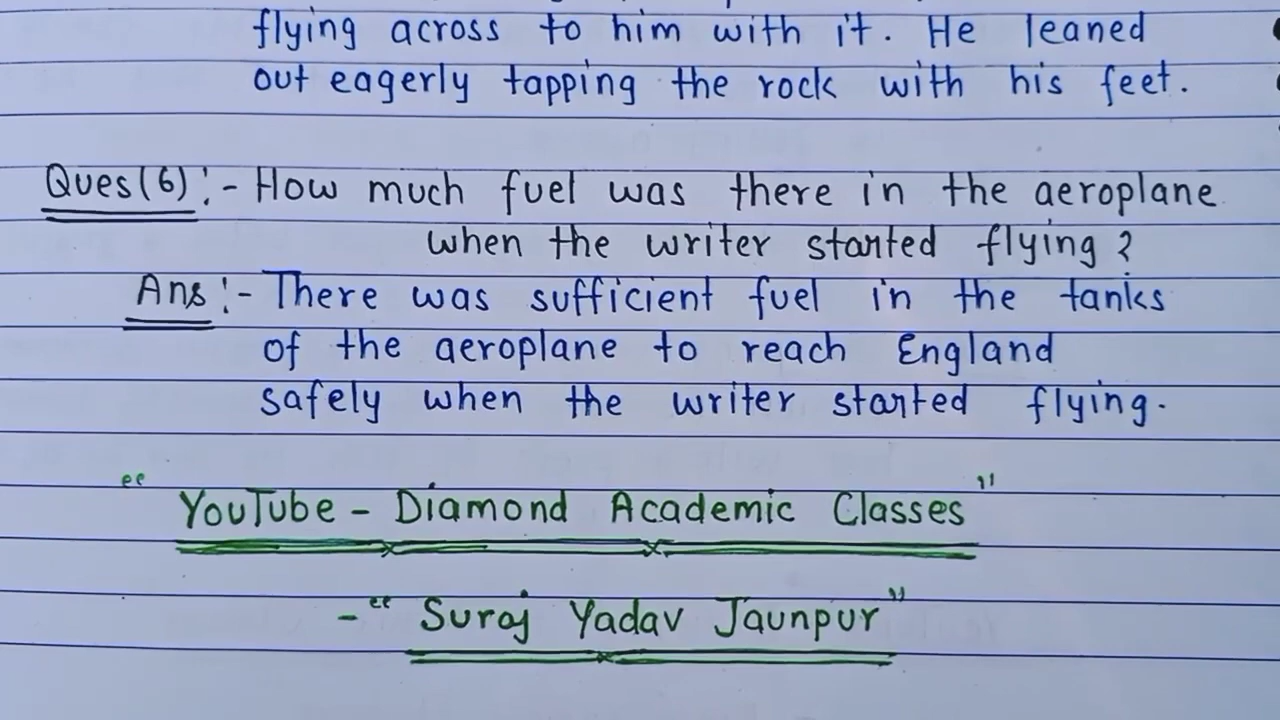 flying across to him with it. He leaned
out eagerly tapping the rock with his feet.
Ques(6):- How much fuel was there in the aeroplane
when the writer started flying?
Ans:- There was sufficient fuel in the tanks
of the aeroplane to reach England
safely when the writer started flying.
"YouTube - Diamond Academic Classes"
- "Suraj Yadav Jaunpur"